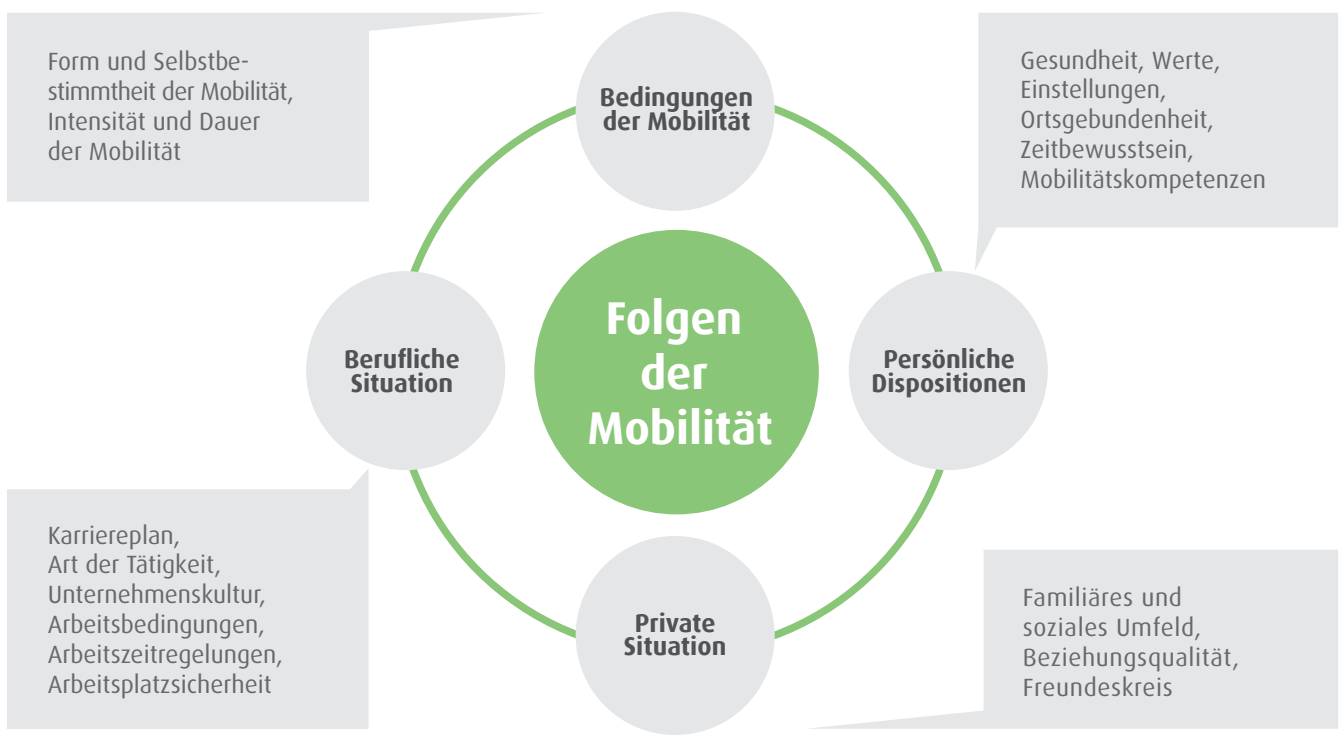 Form und Selbstbe-
stimmtheit der Mobilität,
Intensität und Dauer
der Mobilität
Bedingungen
der Mobilität
Gesundheit, Werte,
Einstellungen,
Ortsgebundenheit,
Zeitbewusstsein,
Mobilitätskompetenzen
Berufliche
Situation
Folgen
der
Mobilität
Persönliche
Dispositionen
Karriereplan,
Art der Tätigkeit,
Unternehmenskultur,
Arbeitsbedingungen,
Arbeitszeitregelungen,
Arbeitsplatzsicherheit
Private
Situation
Familiäres und
soziales Umfeld,
Beziehungsqualität,
Freundeskreis